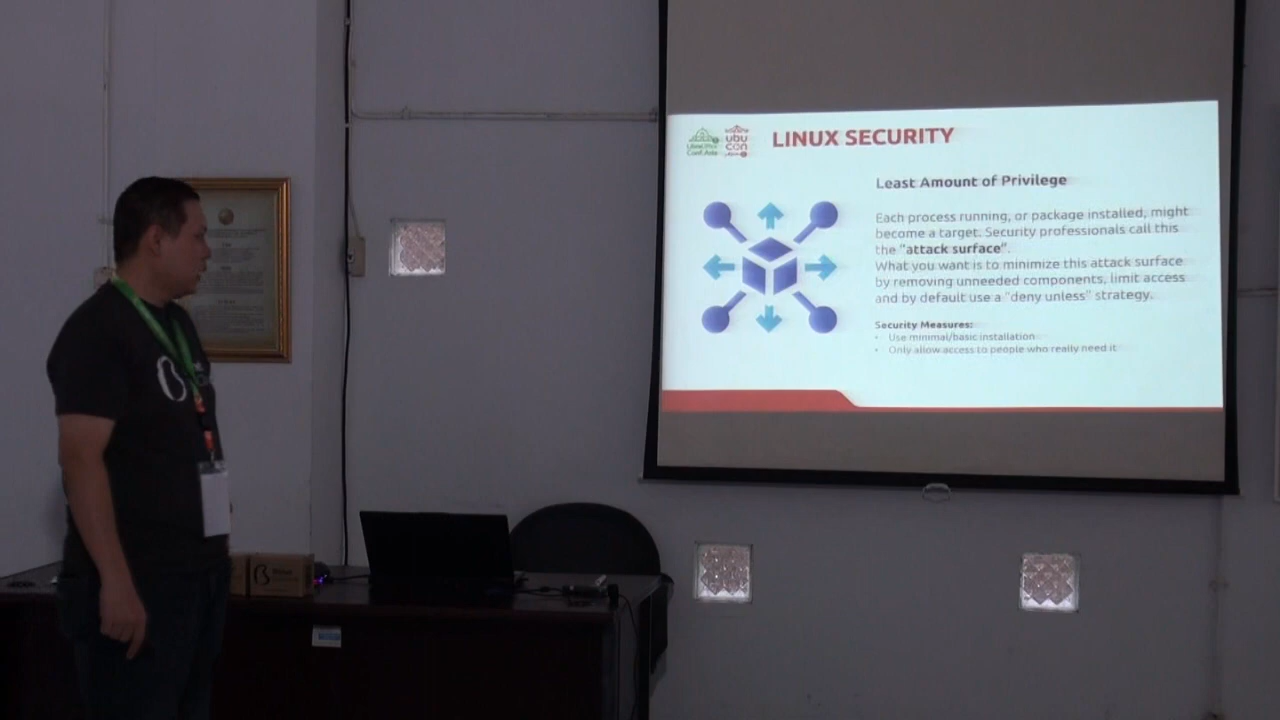 LINUX SECURITY
ubu
con
Least Amount of Privilege
Each process running, or package installed, might
become a target. Security professionals call this
the "attack surface".
What you want is to minimize this attack surface
by removing unneeded components, limit access
and by default use a "deny unless" strategy.
Security Measures:
• Use minimal/basic installation
• Only allow access to people who really need it